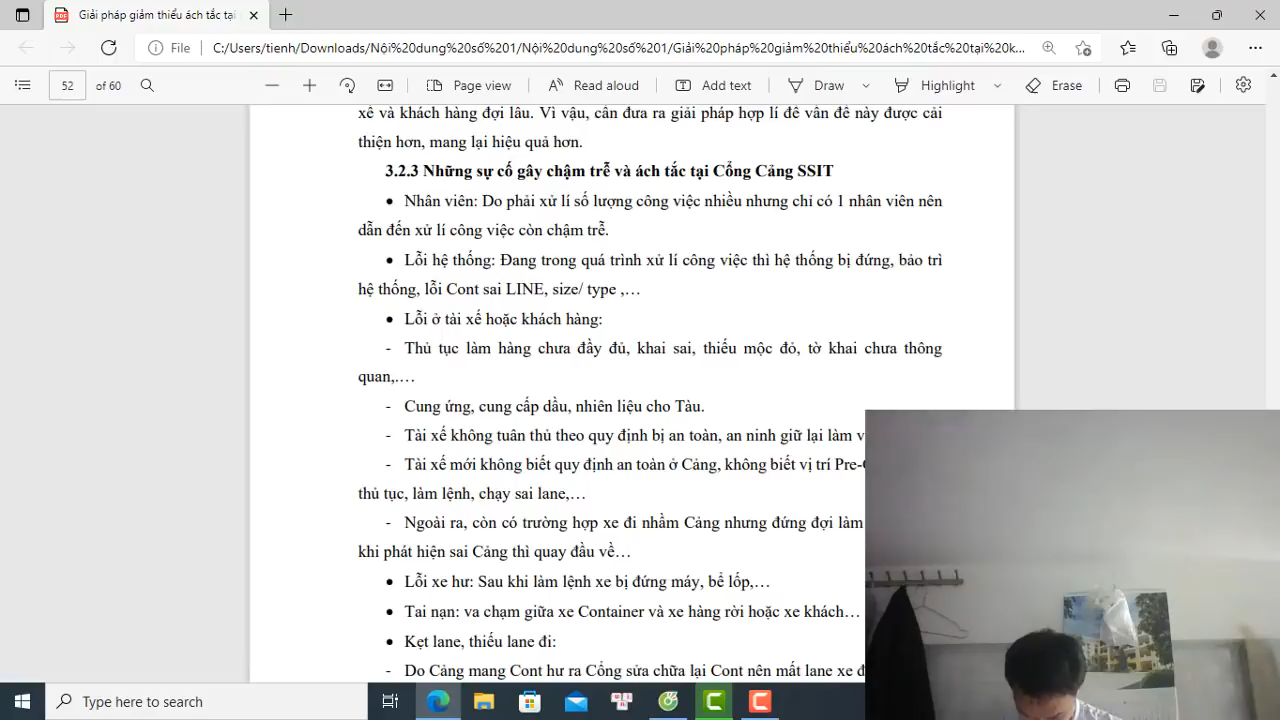 Giải pháp giảm thiểu ách tắc tại
File
C:/Users/tienh/Downloads/Nội%20dung%20số%201/Nội%20dung%20số%201/Giải%20pháp%20giảm%20thiểu%20ách%20tắc%20tại%20k...
52 of 60
Page view
Read aloud
Add text
Draw
Highlight
Erase
xế và khách hàng đợi lâu. Vì vậu, cần đưa ra giải pháp hợp lí để vấn đề này được cải
thiện hơn, mang lại hiệu quả hơn.
3.2.3 Những sự cố gây chậm trễ và ách tắc tại Cổng Cảng SSIT
• Nhân viên: Do phải xử lí số lượng công việc nhiều nhưng chỉ có 1 nhân viên nên
dẫn đến xử lí công việc còn chậm trễ.
• Lỗi hệ thống: Đang trong quá trình xử lí công việc thì hệ thống bị đứng, bảo trì
hệ thống, lỗi Cont sai LINE, size/ type ,…
• Lỗi ở tài xế hoặc khách hàng:
- Thủ tục làm hàng chưa đầy đủ, khai sai, thiếu mộc đỏ, tờ khai chưa thông
quan,.…
- Cung ứng, cung cấp dầu, nhiên liệu cho Tàu.
- Tài xế không tuân thủ theo quy định bị an toàn, an ninh giữ lại làm v
- Tài xế mới không biết quy định an toàn ở Cảng, không biết vị trí Pre-
thủ tục, làm lệnh, chạy sai lane,…
- Ngoài ra, còn có trường hợp xe đi nhầm Cảng nhưng đứng đợi làm
khi phát hiện sai Cảng thì quay đầu về…
• Lỗi xe hư: Sau khi làm lệnh xe bị đứng máy, bể lốp,…
• Tai nạn: va chạm giữa xe Container và xe hàng rời hoặc xe khách…
• Kẹt lane, thiếu lane đi:
- Do Cảng mang Cont hư ra Cổng sửa chữa lại Cont nên mất lane xe đ
Type here to search